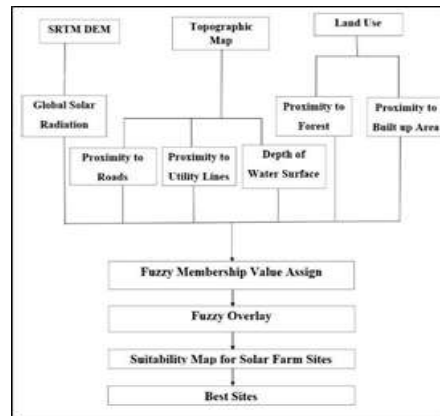 SRTM DEM
Topographic
Map
Land Use
Global Solar
Radiation
Proximity to
Forest
Proximity to
Built up Area
Proximity to
Roads
Proximity to
Utility Lines
Depth of
Water Surface
Fuzzy Membership Value Assign
Fuzzy Overlay
Suitability Map for Solar Farm Sites
Best Sites